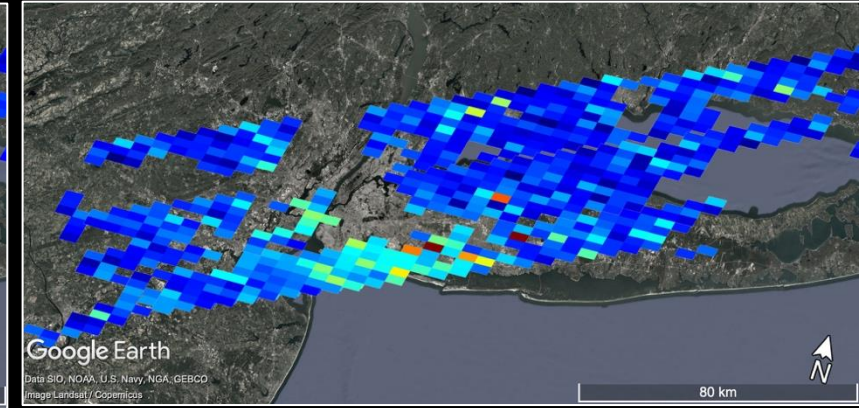 Google Earth
Data SIO, NOAA, U.S. Navy, NGA, GEBCO
Image Landsat / Copernicus
80 km
N